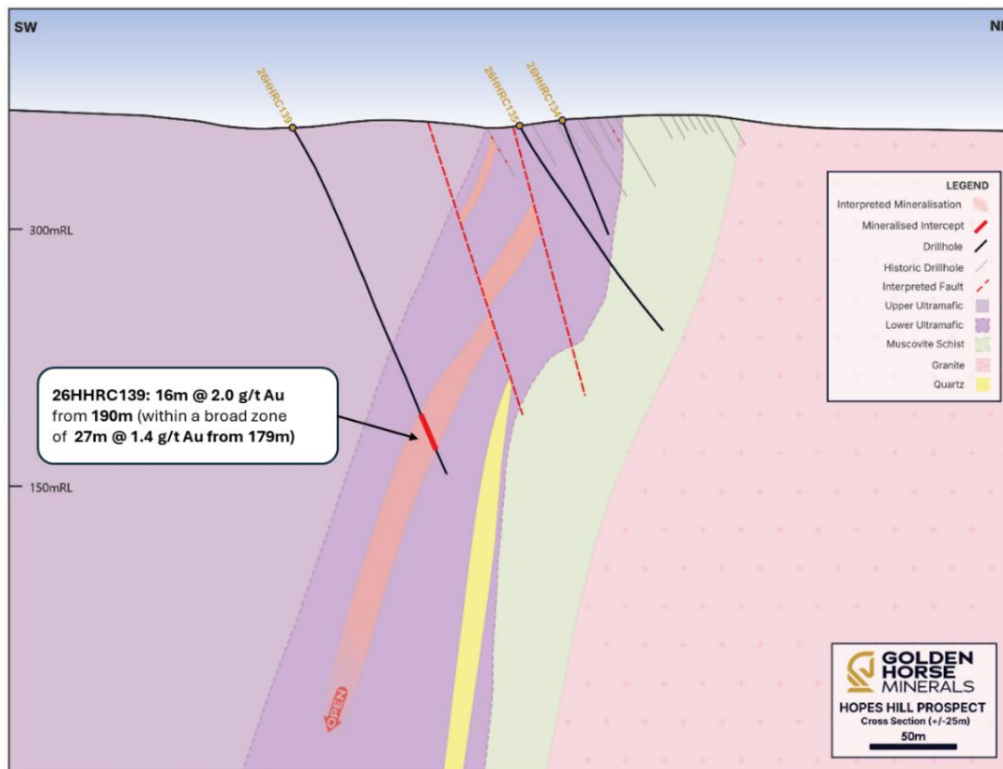 SW
NE
26HHRC139
26HHRC135
26HHRC134
300mRL
150mRL
LEGEND
Interpreted Mineralisation
Mineralised Intercept
Drillhole
Historic Drillhole
Interpreted Fault
Upper Ultramafic
Lower Ultramafic
Muscovite Schist
Granite
Quartz
26HHRC139: 16m @ 2.0 g/t Au
from 190m (within a broad zone
of 27m @ 1.4 g/t Au from 179m)
OPEN
GOLDEN
HORSE
MINERALS
HOPES HILL PROSPECT
Cross Section (+/-25m)
50m